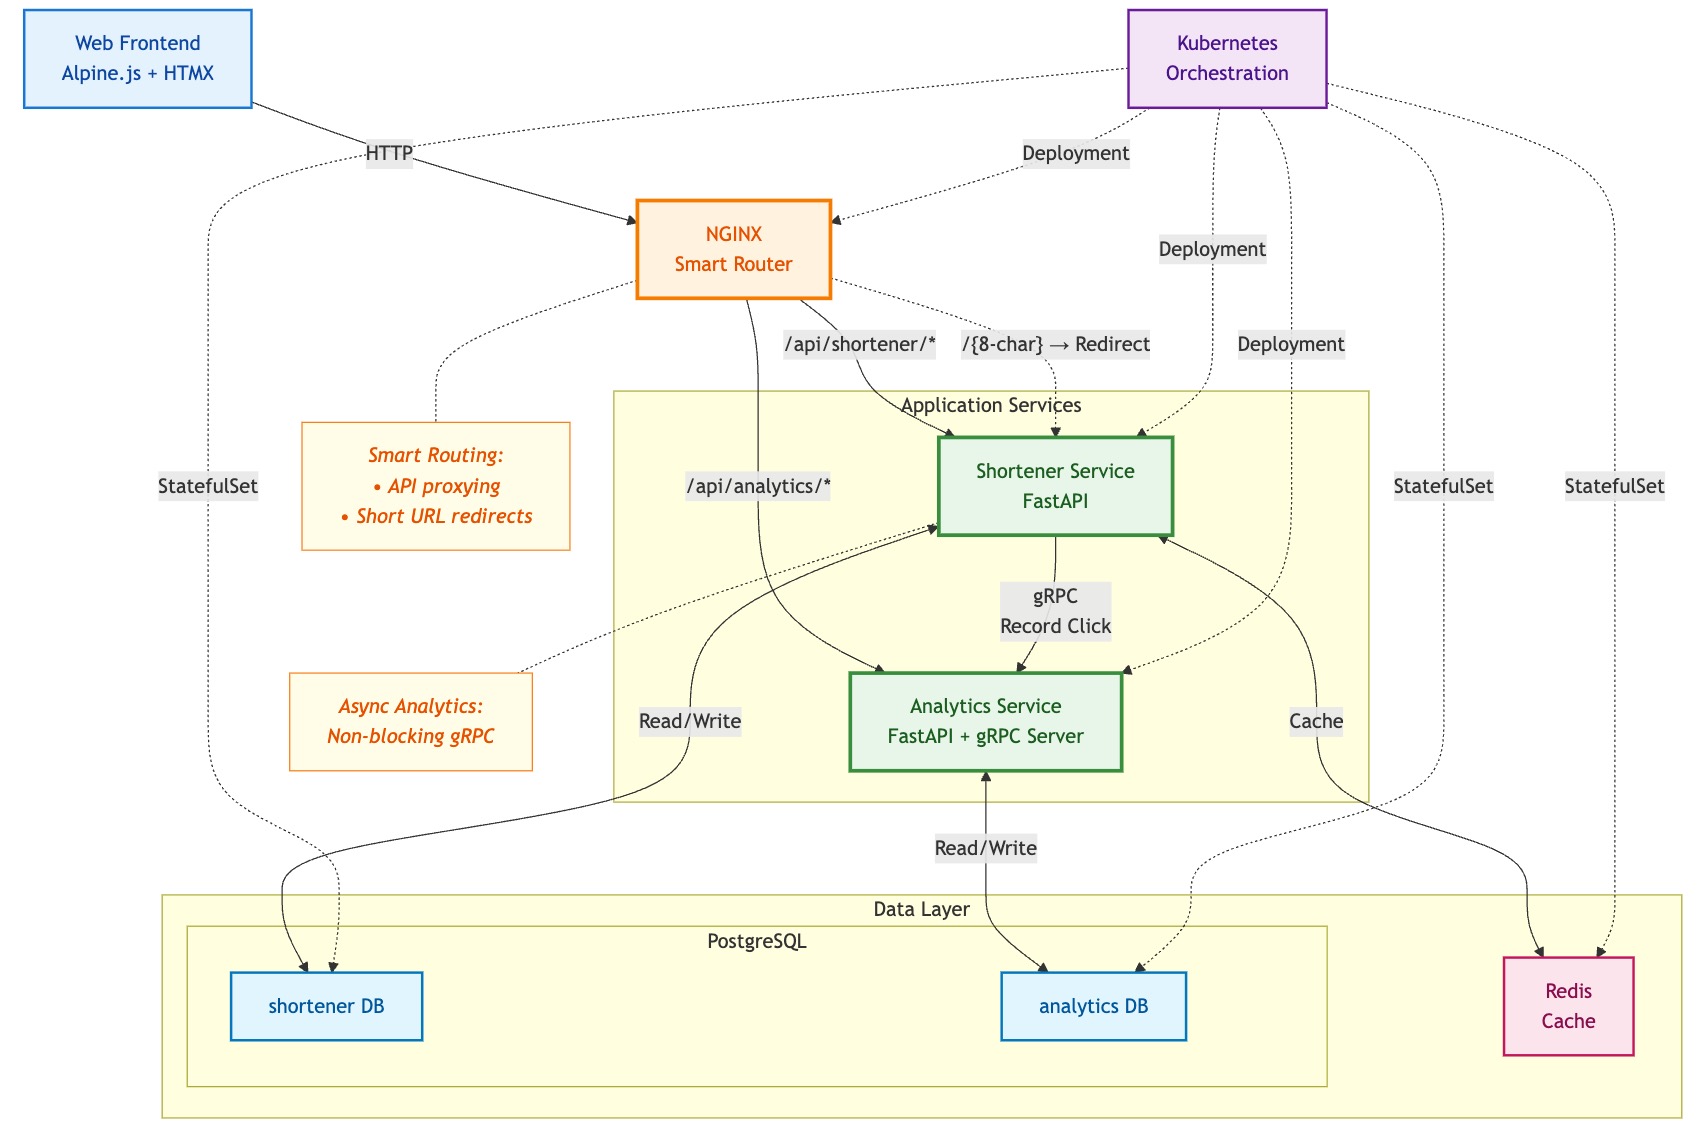 Web Frontend
Alpine.js + HTMX
Kubernetes
Orchestration
HTTP
Deployment
NGINX
Smart Router
Deployment
/api/shortener/*
/{8-char} → Redirect
Deployment
Application Services
Smart Routing:
• API proxying
• Short URL redirects
StatefulSet
/api/analytics/*
Shortener Service
FastAPI
StatefulSet
StatefulSet
gRPC
Record Click
Async Analytics:
Non-blocking gRPC
Read/Write
Analytics Service
FastAPI + gRPC Server
Cache
Read/Write
Data Layer
PostgreSQL
shortener DB
analytics DB
Redis
Cache